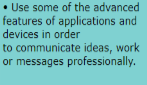 • Use some of the advanced
features of applications and
devices in order
to communicate ideas, work
or messages professionally.